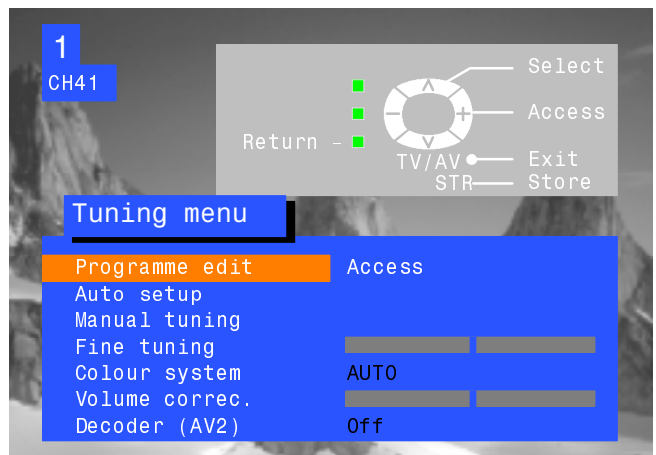 1
CH41
Select
Access
Return –
TV/AV Exit
STR Store
Tuning menu
Programme edit Access
Auto setup
Manual tuning
Fine tuning
Colour system AUTO
Volume correc.
Decoder (AV2) Off